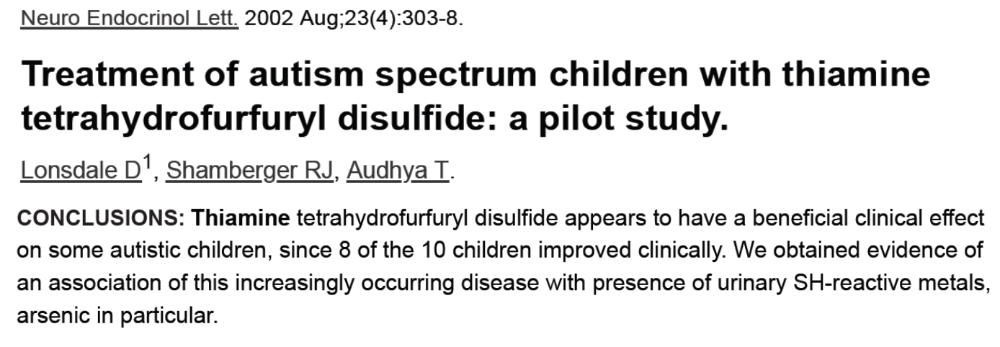 Neuro Endocrinol Lett. 2002 Aug;23(4):303-8.
Treatment of autism spectrum children with thiamine
tetrahydrofurfuryl disulfide: a pilot study.
Lonsdale D1, Shamberger RJ, Audhya T.
CONCLUSIONS: Thiamine tetrahydrofurfuryl disulfide appears to have a beneficial clinical effect
on some autistic children, since 8 of the 10 children improved clinically. We obtained evidence of
an association of this increasingly occurring disease with presence of urinary SH-reactive metals,
arsenic in particular.